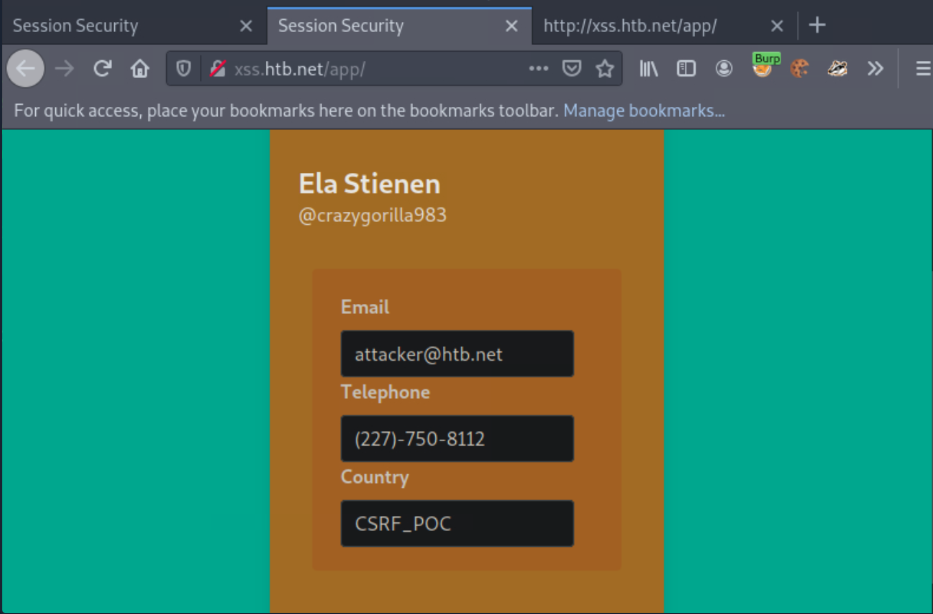 Session Security
Session Security
http://xss.htb.net/app/
xss.htb.net/app/
Burp
For quick access, place your bookmarks here on the bookmarks toolbar. Manage bookmarks...
Ela Stienen
@crazygorilla983
Email
attacker@htb.net
Telephone
(227)-750-8112
Country
CSRF_POC